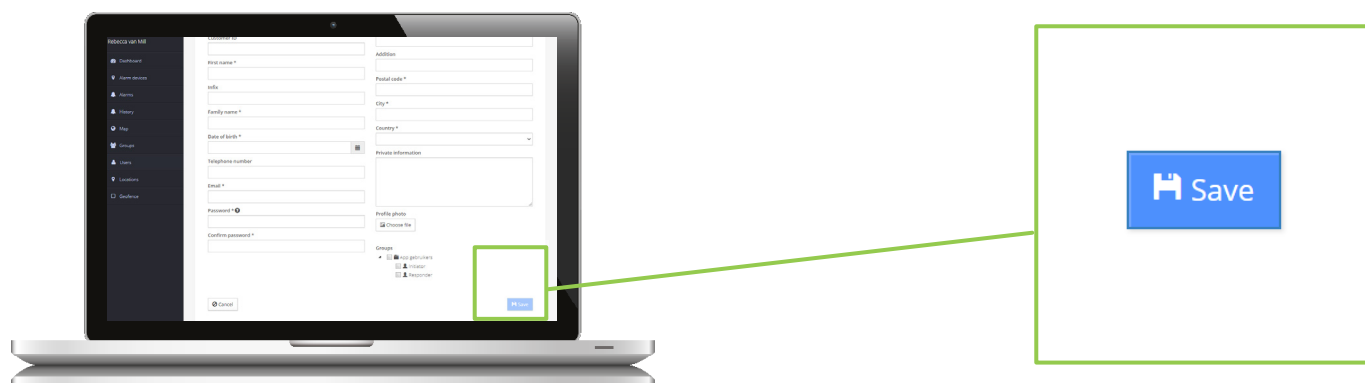 Rebecca van Mill
Dashboard
Alarm devices
Alarms
History
Map
Groups
Users
Locations
Geofence
Customer ID
First name *
Infix
Family name *
Date of birth *
Telephone number
Email *
Password *
Confirm password *
Cancel
Addition
Postal code *
City *
Country *
Private information
Profile photo
Choose file
Groups
App gebruikers
Initiator
Responder
Save
Save